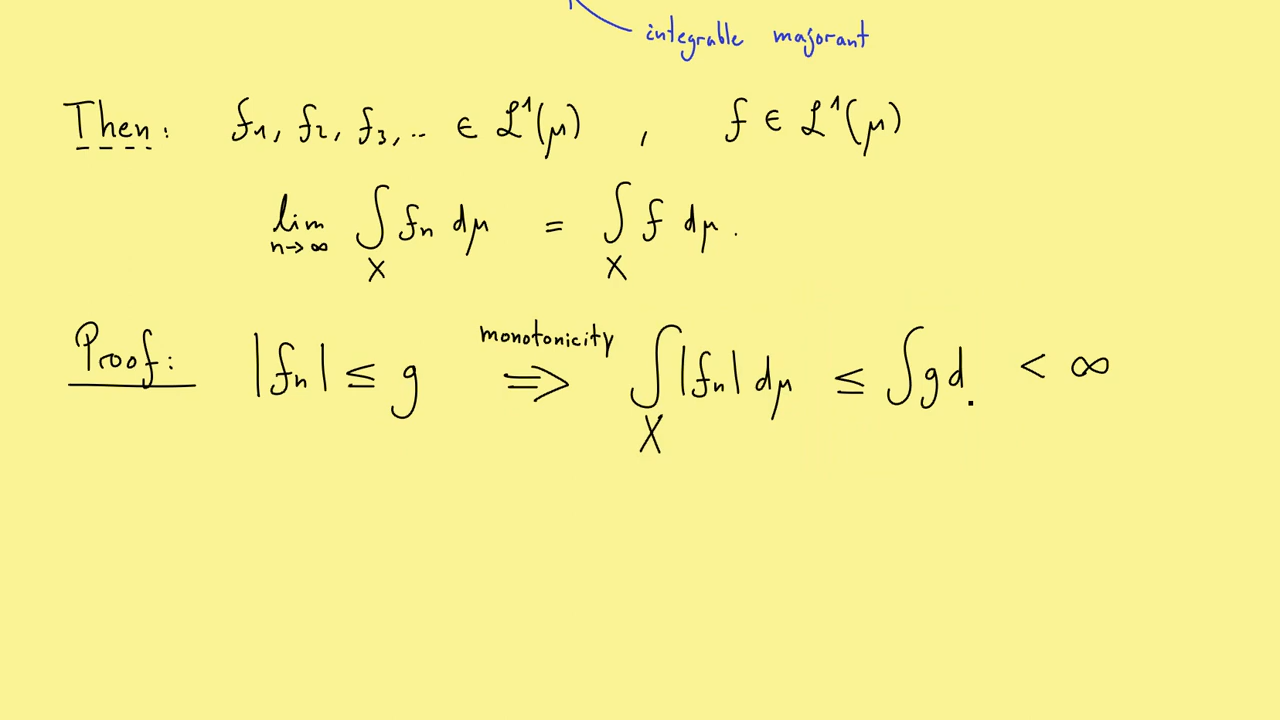 integrable majorant
Then: f₁, f₂, f₃, .. ∈ ℒ¹(μ) , f ∈ ℒ¹(μ)
lim_{n→∞} ∫_X fₙ dμ = ∫_X f dμ .
Proof: |fₙ| ≤ g ⟹^{monotonicity} ∫_X |fₙ| dμ ≤ ∫ g d < ∞